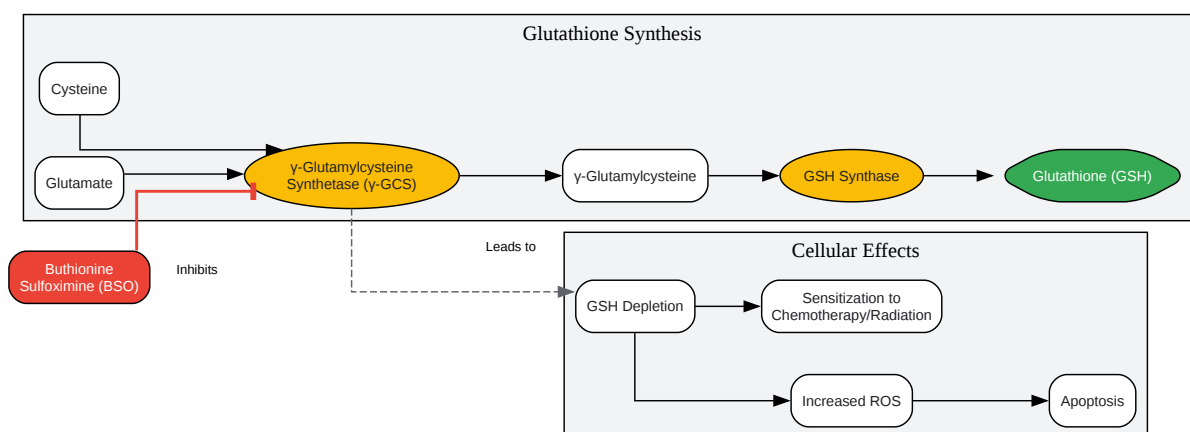 Glutathione Synthesis
Cysteine
Glutamate
γ-Glutamylcysteine
Synthetase (γ-GCS)
γ-Glutamylcysteine
GSH Synthase
Glutathione (GSH)
Buthionine
Sulfoximine (BSO)
Inhibits
Leads to
Cellular Effects
GSH Depletion
Sensitization to
Chemotherapy/Radiation
Increased ROS
Apoptosis